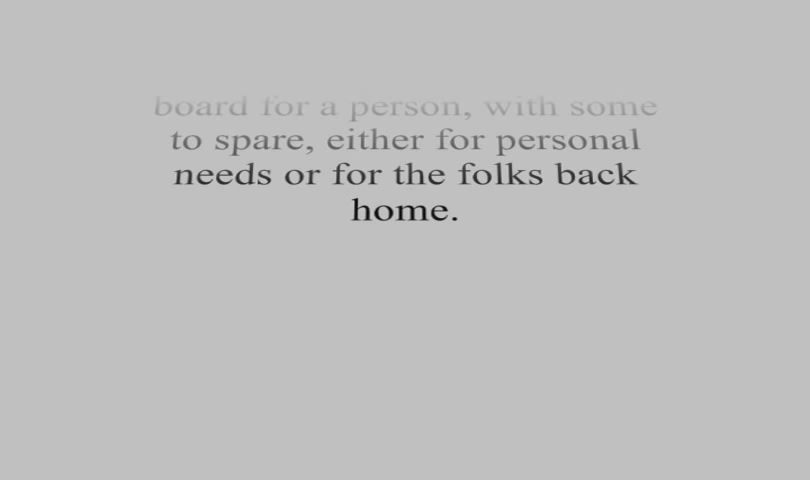 board for a person, with some
to spare, either for personal
needs or for the folks back
home.